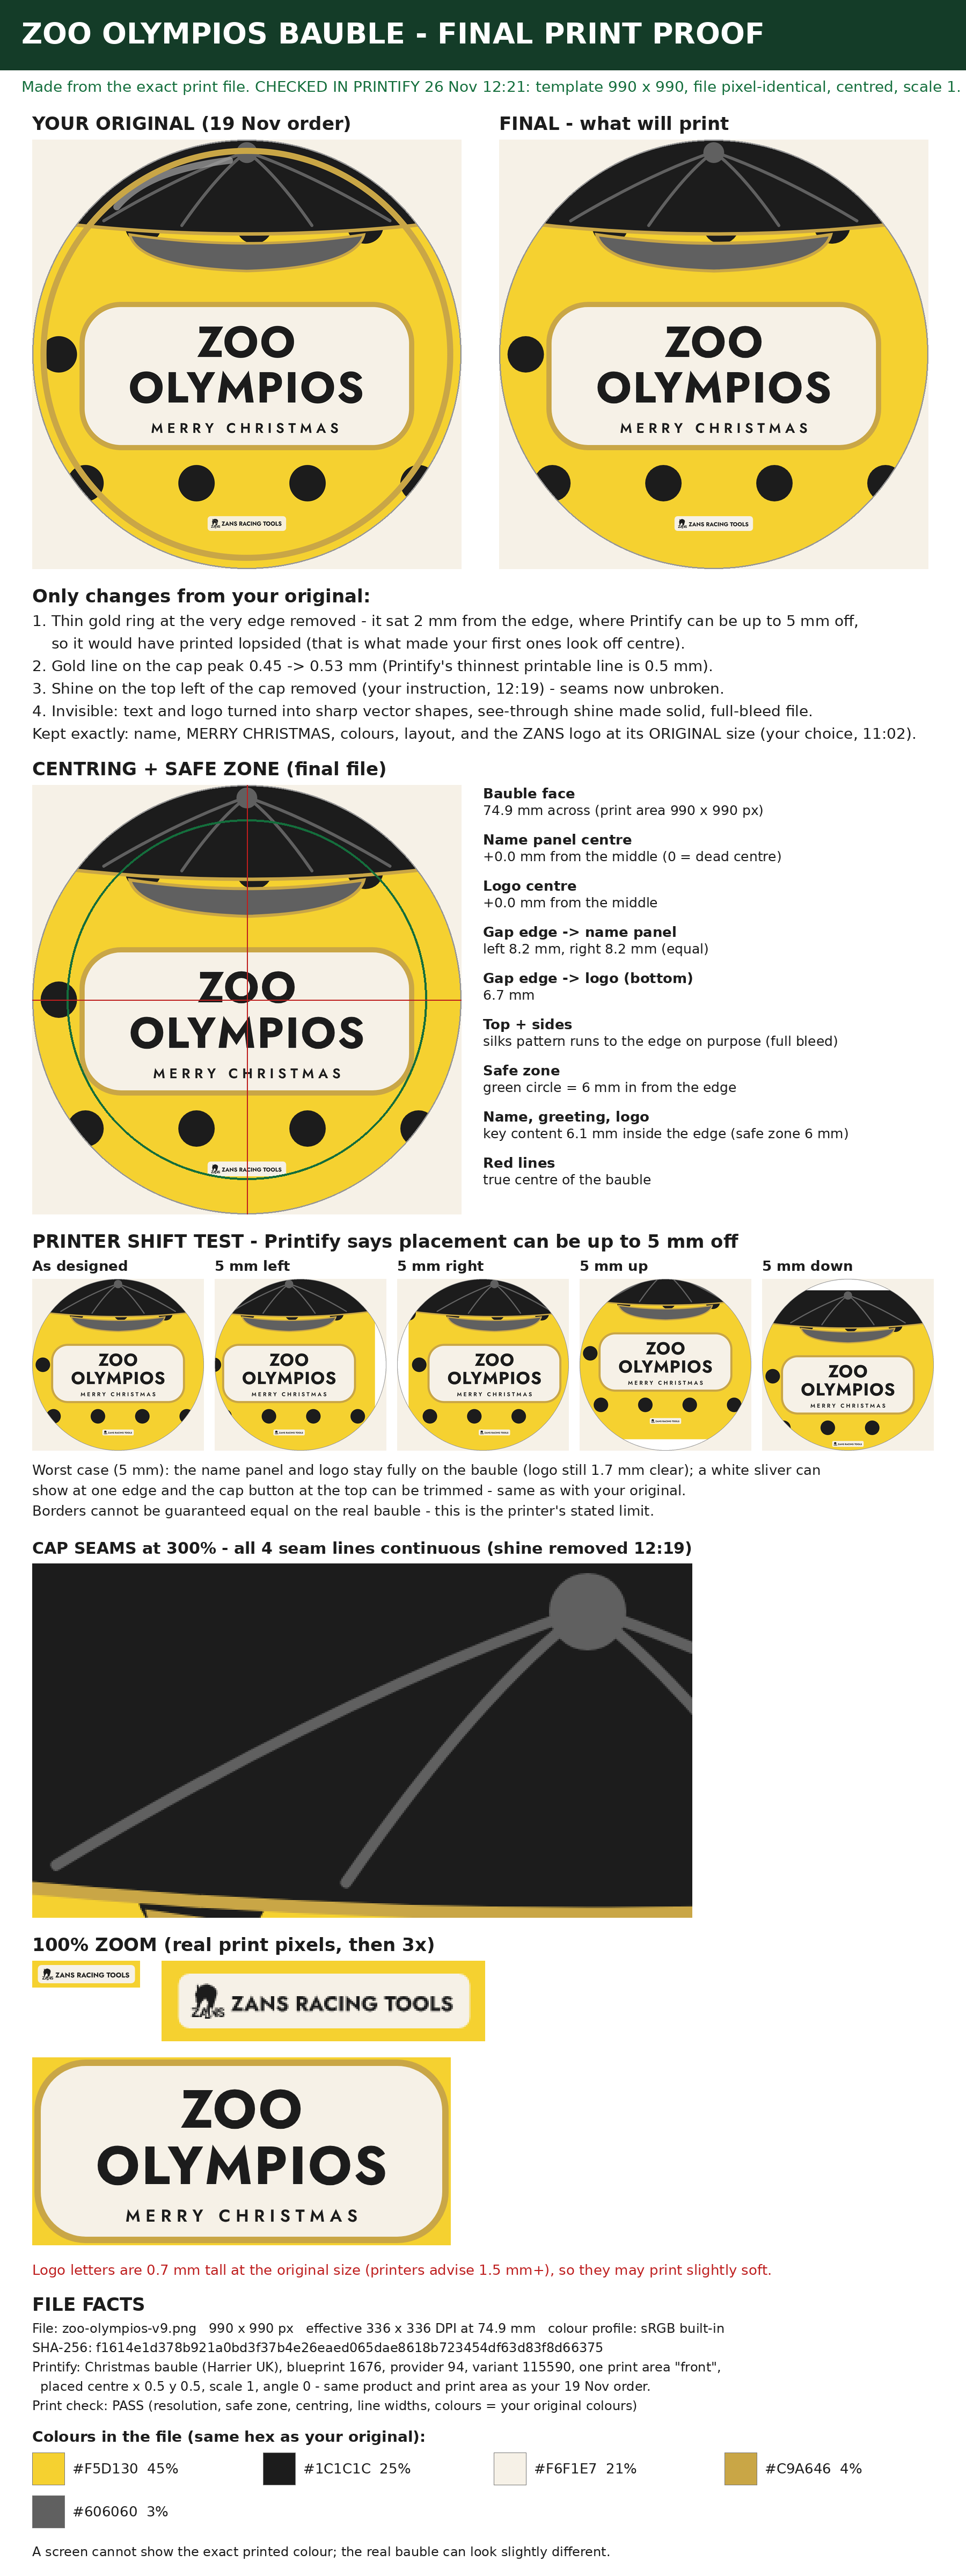 ZOO OLYMPIOS BAUBLE - FINAL PRINT PROOF
Made from the exact print file. CHECKED IN PRINTIFY 26 Nov 12:21: template 990 x 990, file pixel-identical, centred, scale 1.
YOUR ORIGINAL (19 Nov order)
FINAL - what will print
ZOO
OLYMPIOS
MERRY CHRISTMAS
ZANS RACING TOOLS
ZOO
OLYMPIOS
MERRY CHRISTMAS
ZANS RACING TOOLS
Only changes from your original:
1. Thin gold ring at the very edge removed - it sat 2 mm from the edge, where Printify can be up to 5 mm off,
so it would have printed lopsided (that is what made your first ones look off centre).
2. Gold line on the cap peak 0.45 -> 0.53 mm (Printify's thinnest printable line is 0.5 mm).
3. Shine on the top left of the cap removed (your instruction, 12:19) - seams now unbroken.
4. Invisible: text and logo turned into sharp vector shapes, see-through shine made solid, full-bleed file.
Kept exactly: name, MERRY CHRISTMAS, colours, layout, and the ZANS logo at its ORIGINAL size (your choice, 11:02).
CENTRING + SAFE ZONE (final file)
ZOO
OLYMPIOS
MERRY CHRISTMAS
ZANS RACING TOOLS
Bauble face
74.9 mm across (print area 990 x 990 px)
Name panel centre
+0.0 mm from the middle (0 = dead centre)
Logo centre
+0.0 mm from the middle
Gap edge -> name panel
left 8.2 mm, right 8.2 mm (equal)
Gap edge -> logo (bottom)
6.7 mm
Top + sides
silks pattern runs to the edge on purpose (full bleed)
Safe zone
green circle = 6 mm in from the edge
Name, greeting, logo
key content 6.1 mm inside the edge (safe zone 6 mm)
Red lines
true centre of the bauble
PRINTER SHIFT TEST - Printify says placement can be up to 5 mm off
As designed
5 mm left
5 mm right
5 mm up
5 mm down
ZOO
OLYMPIOS
MERRY CHRISTMAS
ZANS RACING TOOLS
ZOO
OLYMPIOS
MERRY CHRISTMAS
ZANS RACING TOOLS
ZOO
OLYMPIOS
MERRY CHRISTMAS
ZANS RACING TOOLS
ZOO
OLYMPIOS
MERRY CHRISTMAS
ZANS RACING TOOLS
ZOO
OLYMPIOS
MERRY CHRISTMAS
ZANS RACING TOOLS
Worst case (5 mm): the name panel and logo stay fully on the bauble (logo still 1.7 mm clear); a white sliver can
show at one edge and the cap button at the top can be trimmed - same as with your original.
Borders cannot be guaranteed equal on the real bauble - this is the printer's stated limit.
CAP SEAMS at 300% - all 4 seam lines continuous (shine removed 12:19)
100% ZOOM (real print pixels, then 3x)
ZANS RACING TOOLS
ZANS
ZANS RACING TOOLS
ZOO
OLYMPIOS
MERRY CHRISTMAS
Logo letters are 0.7 mm tall at the original size (printers advise 1.5 mm+), so they may print slightly soft.
FILE FACTS
File: zoo-olympios-v9.png 990 x 990 px effective 336 x 336 DPI at 74.9 mm colour profile: sRGB built-in
SHA-256: f1614e1d378b921a0bd3f37b4e26eaed065dae8618b723454df63d83f8d66375
Printify: Christmas bauble (Harrier UK), blueprint 1676, provider 94, variant 115590, one print area "front",
placed centre x 0.5 y 0.5, scale 1, angle 0 - same product and print area as your 19 Nov order.
Print check: PASS (resolution, safe zone, centring, line widths, colours = your original colours)
Colours in the file (same hex as your original):
#F5D130 45%
#1C1C1C 25%
#F6F1E7 21%
#C9A646 4%
#606060 3%
A screen cannot show the exact printed colour; the real bauble can look slightly different.